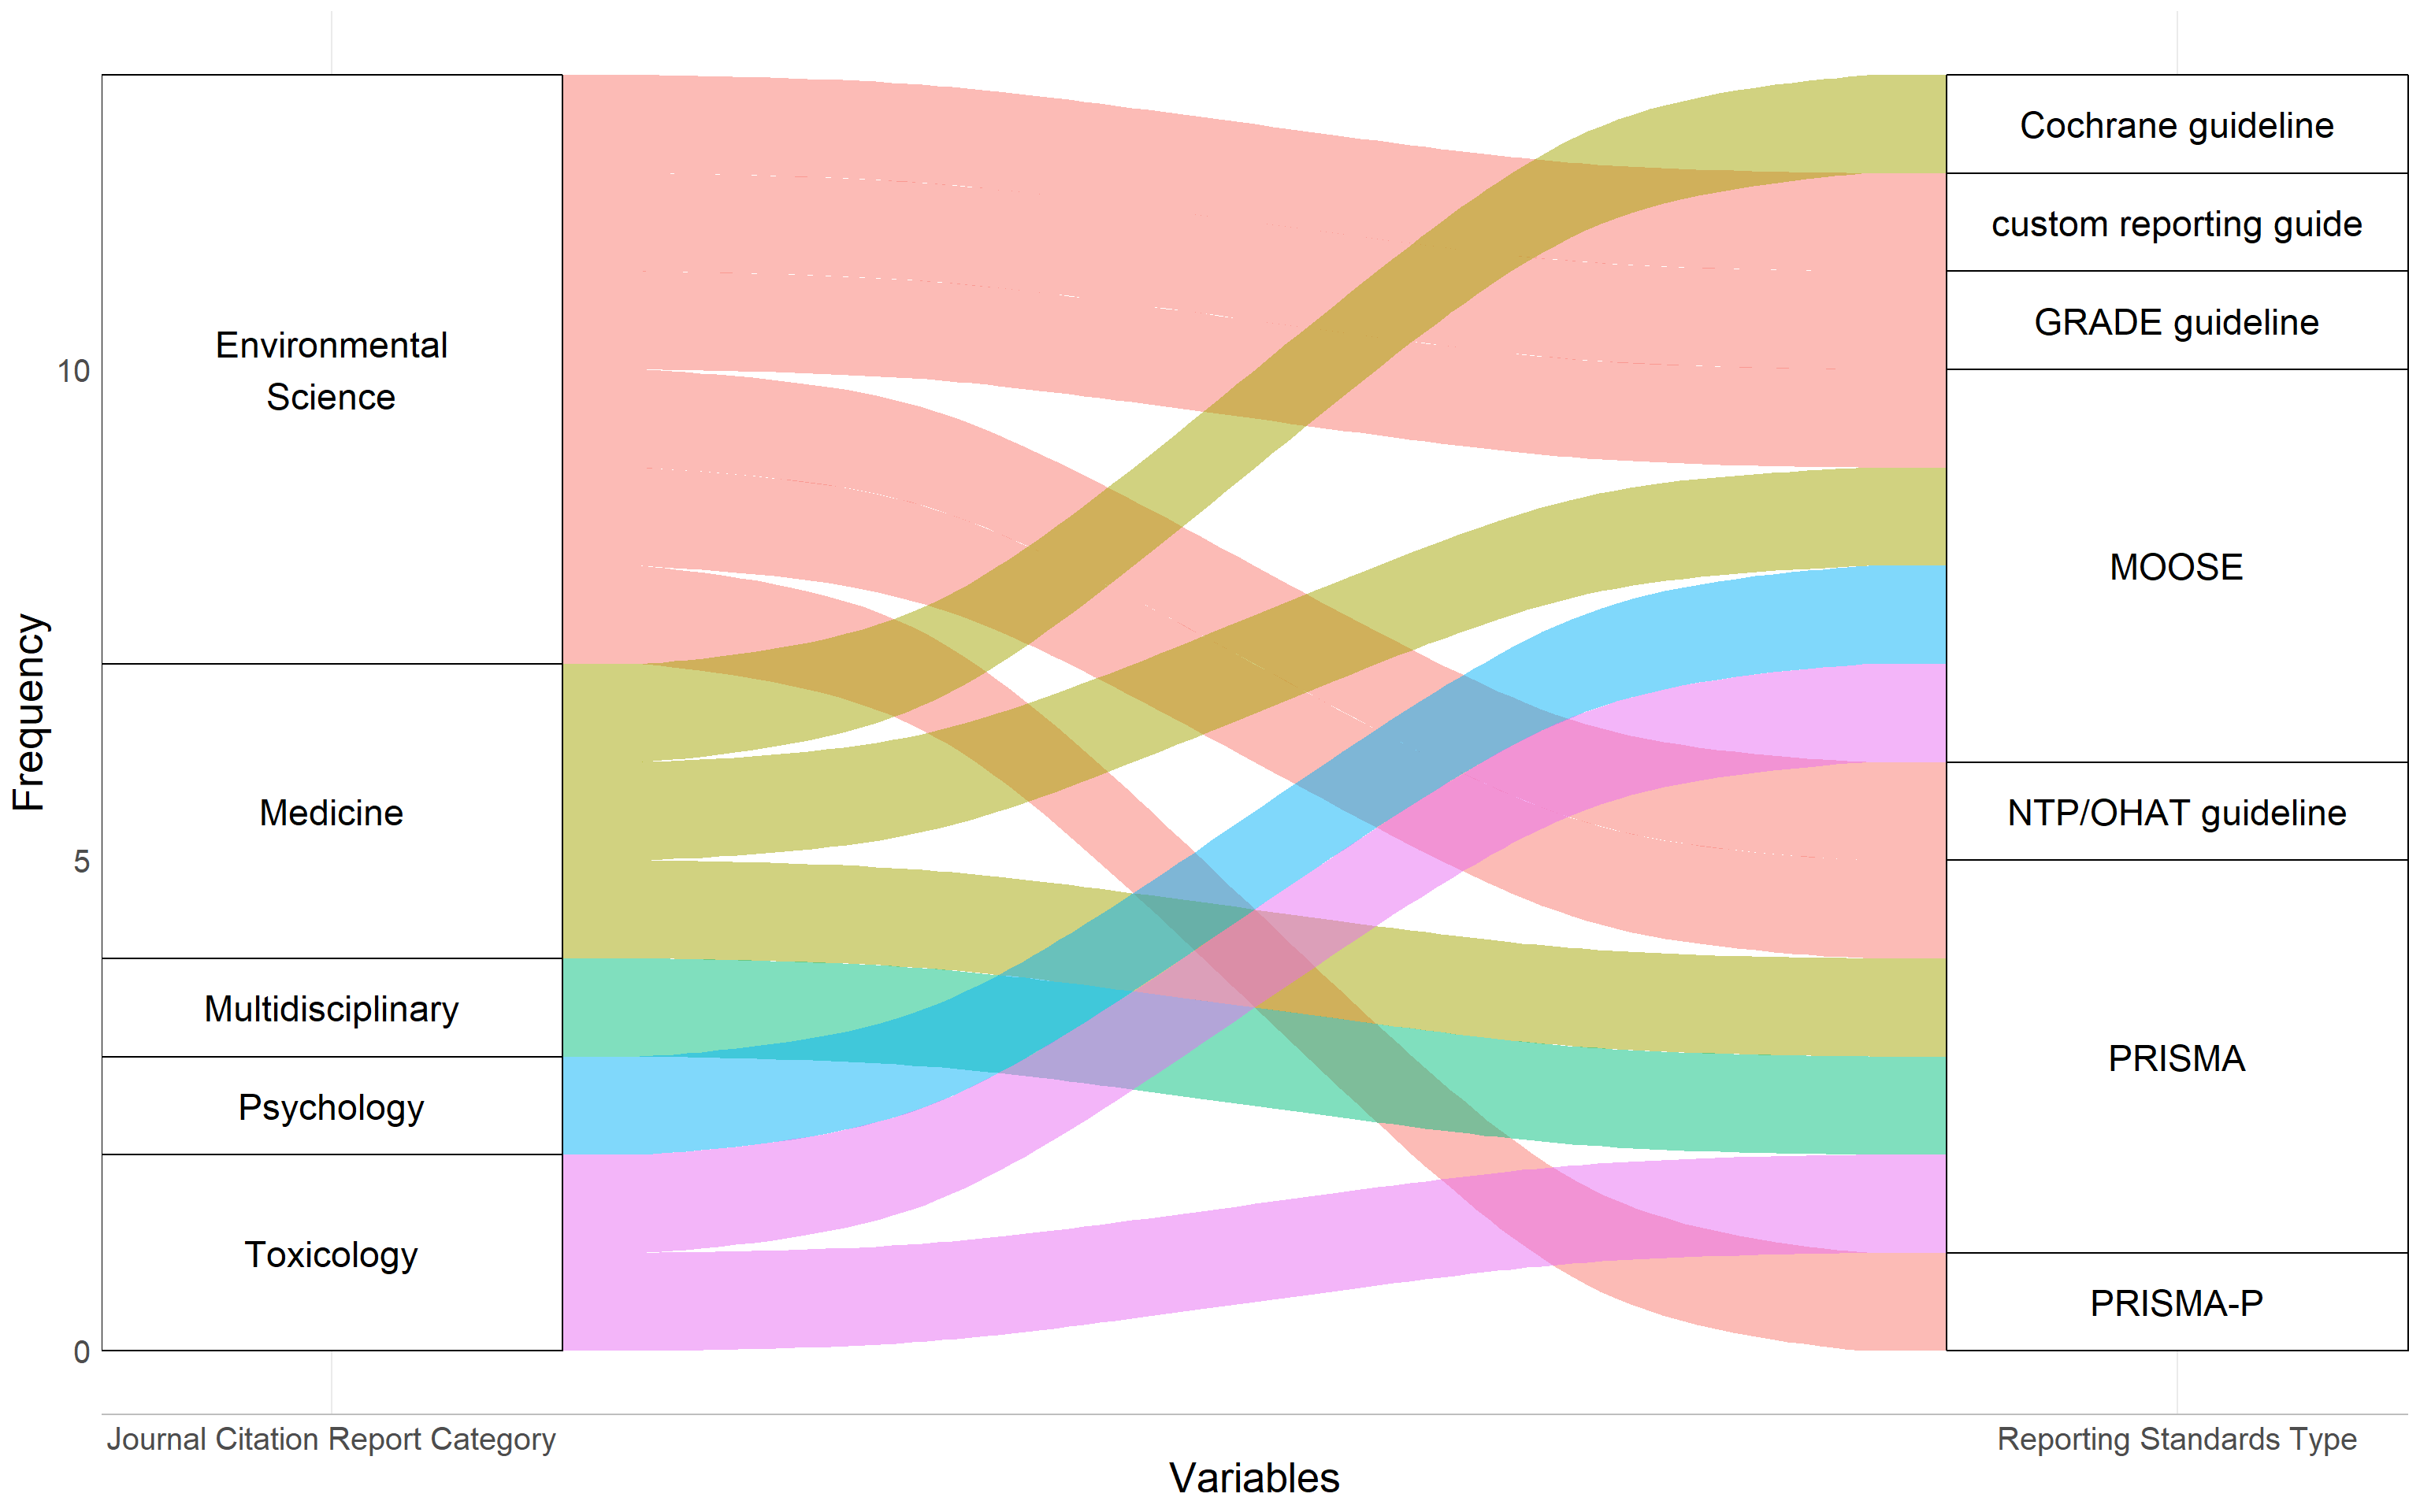 Frequency
10
5
0
Environmental
Science
Medicine
Multidisciplinary
Psychology
Toxicology
Cochrane guideline
custom reporting guide
GRADE guideline
MOOSE
NTP/OHAT guideline
PRISMA
PRISMA-P
Journal Citation Report Category
Reporting Standards Type
Variables